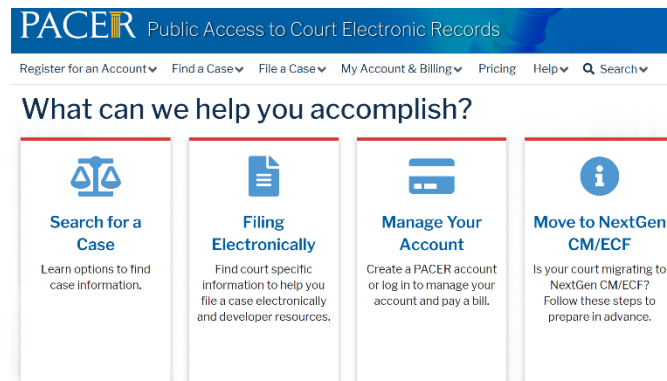 PACER Public Access to Court Electronic Records
Register for an Account Find a Case File a Case My Account & Billing Pricing Help Search
What can we help you accomplish?
Search for a
Case
Learn options to find
case information.
Filing
Electronically
Find court specific
information to help you
file a case electronically
and developer resources.
Manage Your
Account
Create a PACER account
or log in to manage your
account and pay a bill.
Move to NextGen
CM/ECF
Is your court migrating to
NextGen CM/ECF?
Follow these steps to
prepare in advance.